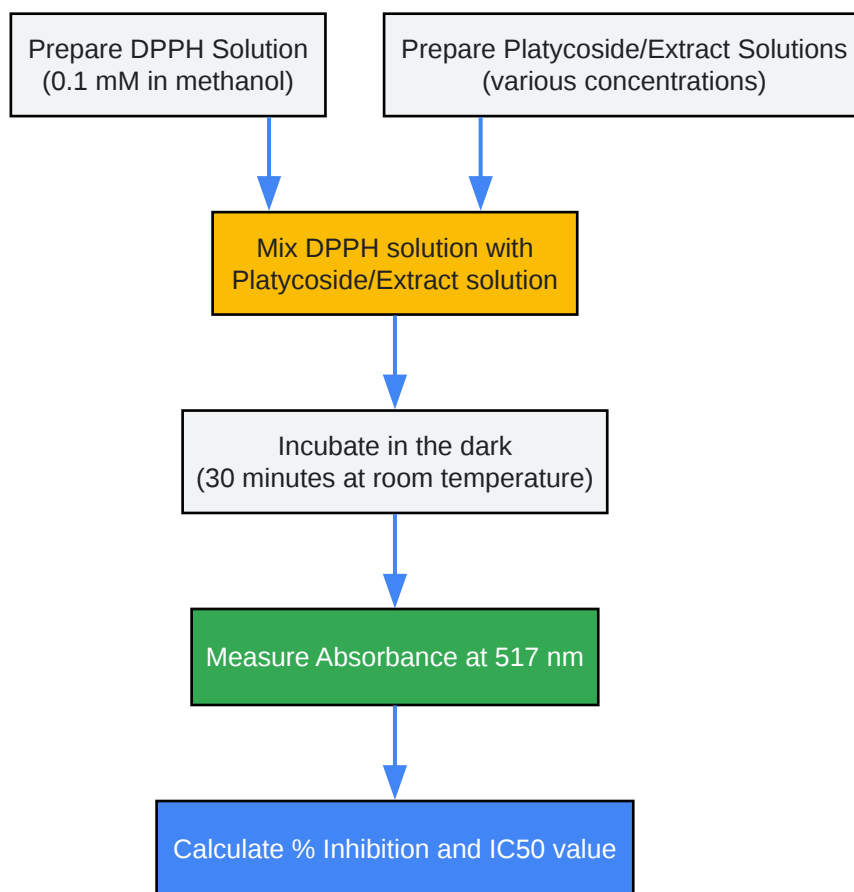 Prepare DPPH Solution
(0.1 mM in methanol)
Prepare Platycoside/Extract Solutions
(various concentrations)
Mix DPPH solution with
Platycoside/Extract solution
Incubate in the dark
(30 minutes at room temperature)
Measure Absorbance at 517 nm
Calculate % Inhibition and IC50 value